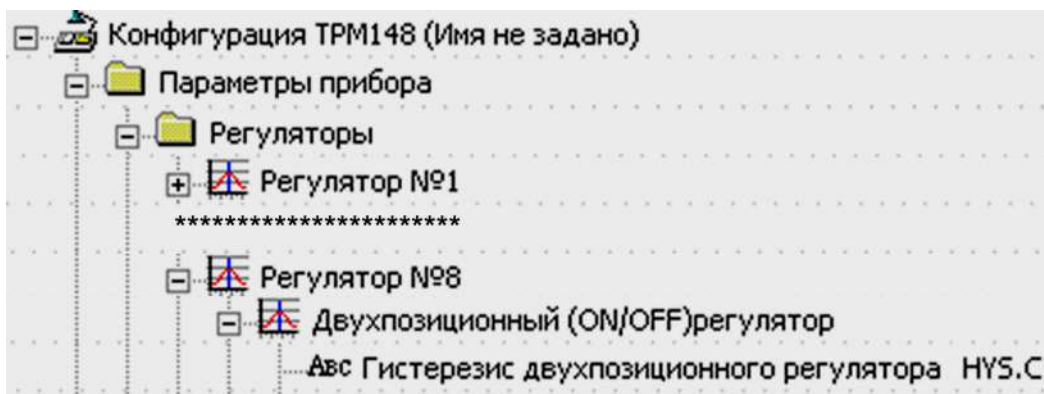 Конфигурация ТРМ148 (Имя не задано)
Параметры прибора
Регуляторы
Регулятор №1
***********************
Регулятор №8
Двухпозиционный (ON/OFF)регулятор
Авс Гистерезис двухпозиционного регулятора HYS.C